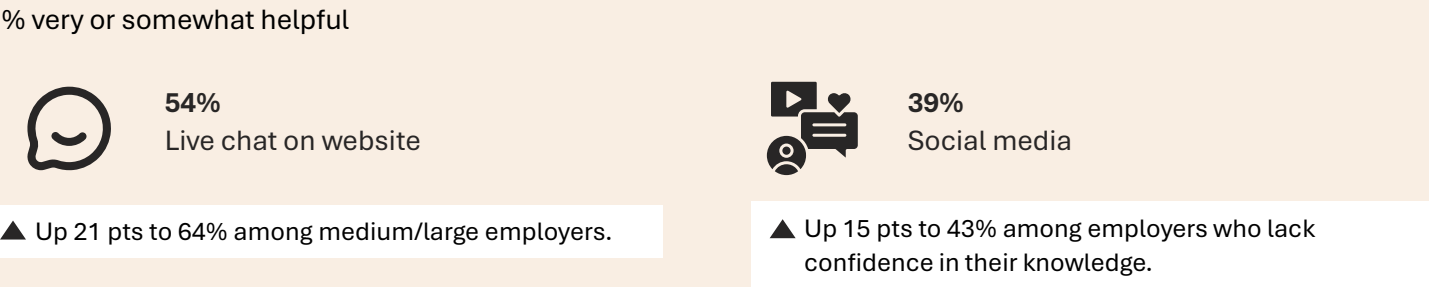 % very or somewhat helpful
54%
Live chat on website
▲ Up 21 pts to 64% among medium/large employers.
39%
Social media
▲ Up 15 pts to 43% among employers who lack
confidence in their knowledge.